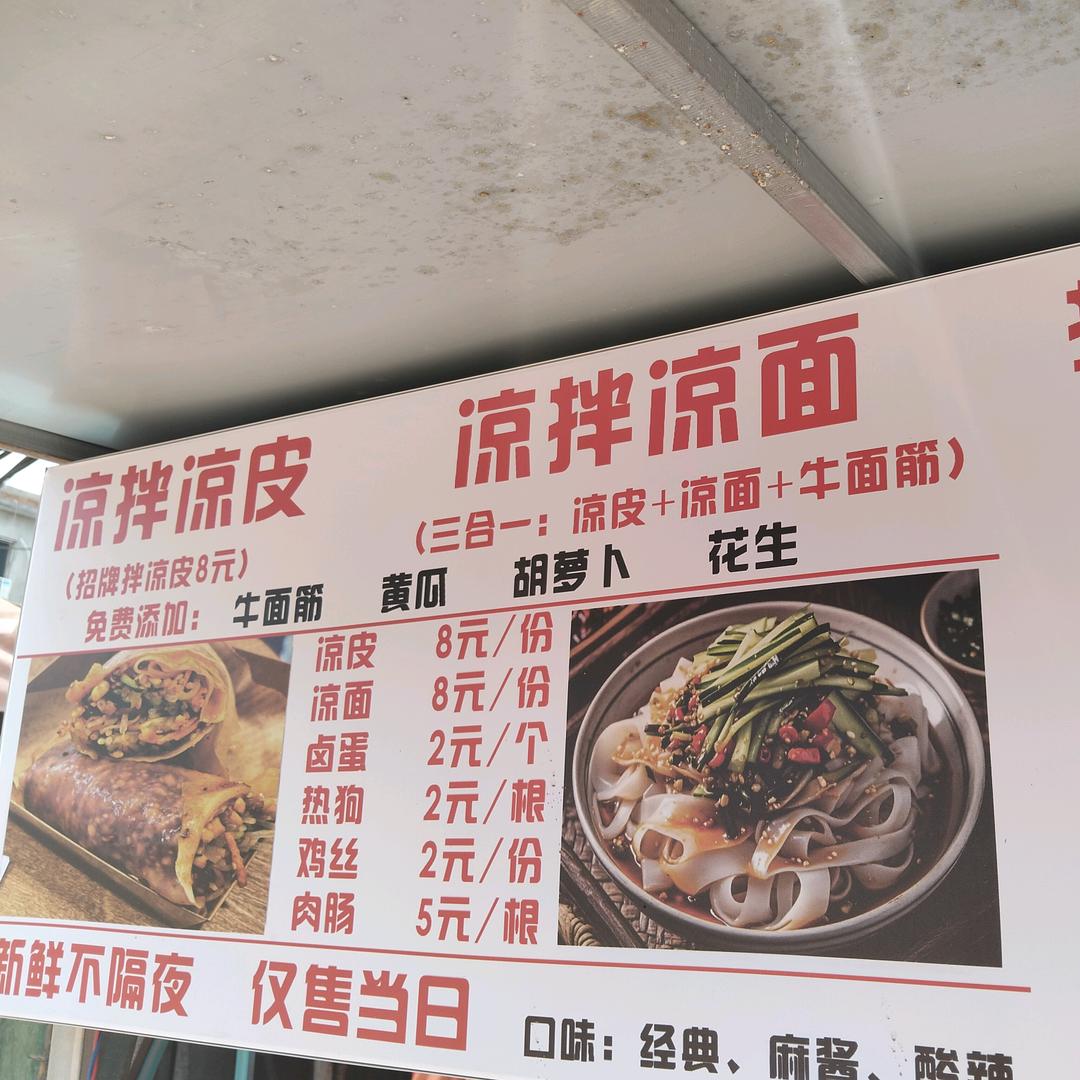 凉拌凉皮
(招牌拌凉皮8元)
凉拌凉面
(三合一：凉皮+凉面+牛面筋)
免费添加：牛面筋 黄瓜 胡萝卜 花生
凉皮 8元/份
凉面 8元/份
卤蛋 2元/个
热狗 2元/根
鸡丝 2元/份
肉肠 5元/根
新鲜不隔夜 仅售当日
口味：经典、麻酱、酸辣